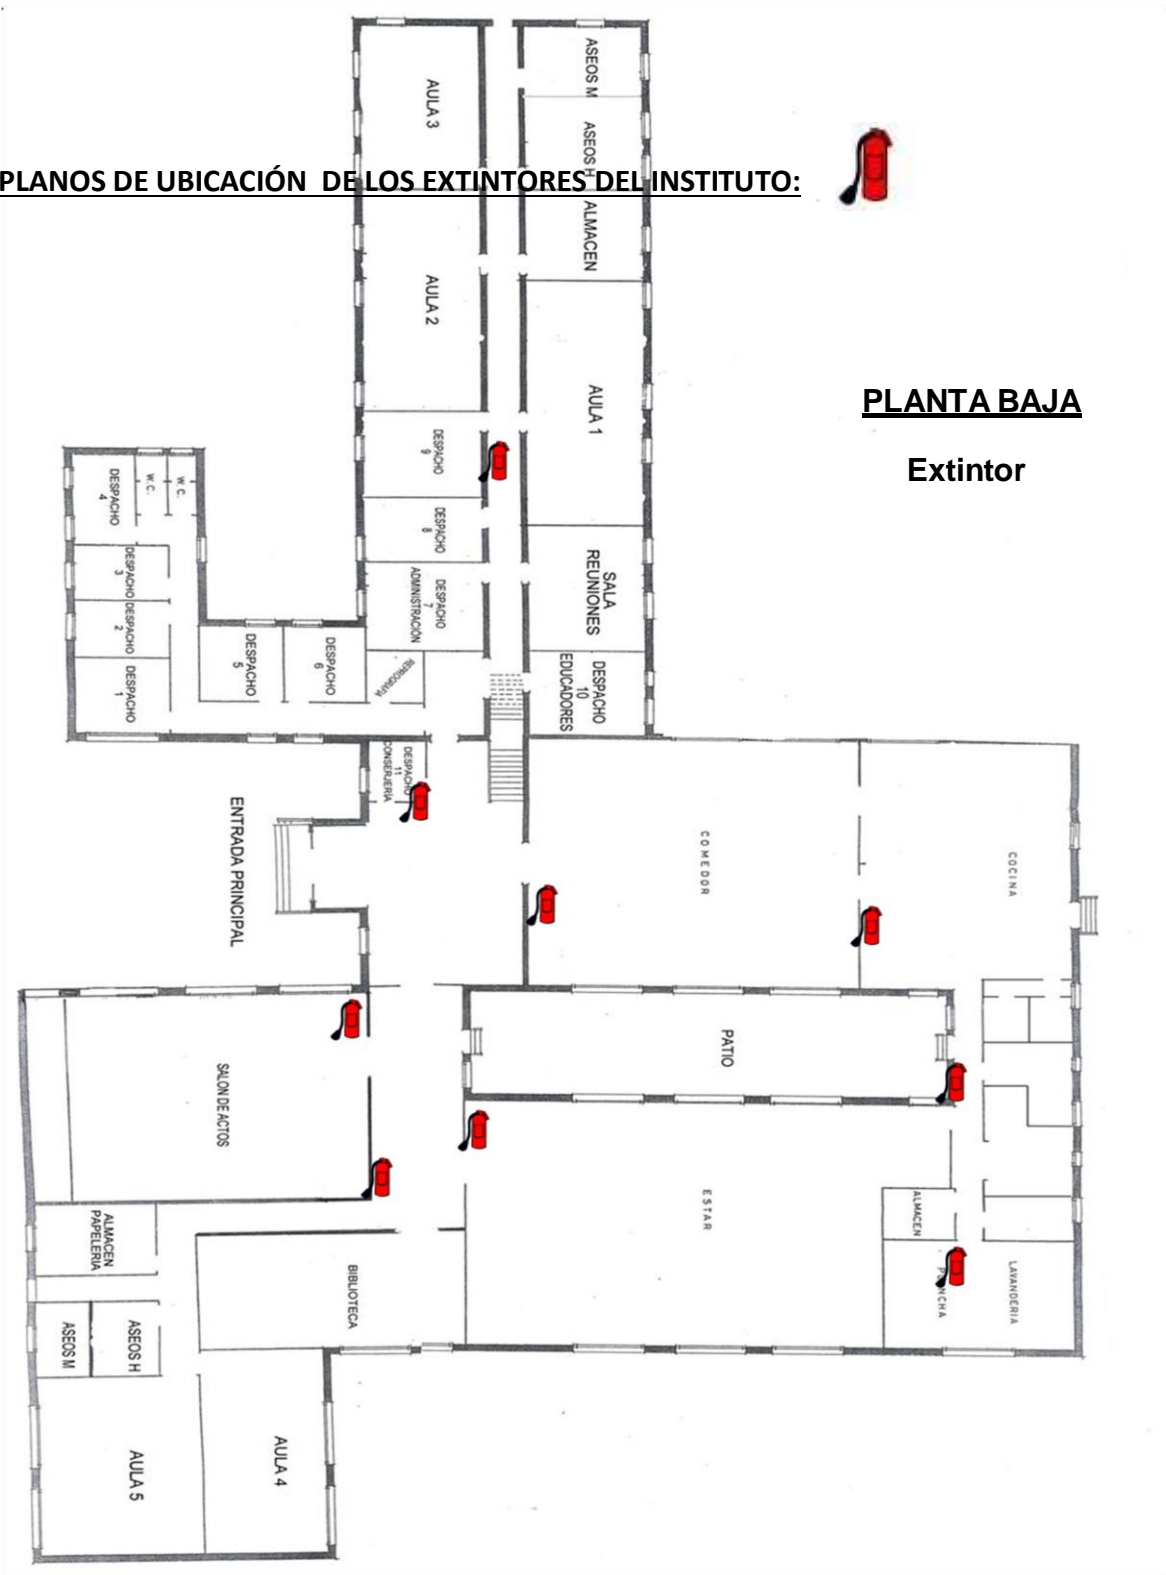 ASEOS M
AULA 3
ASEOS H
PLANOS DE UBICACIÓN DE LOS EXTINTORES DEL INSTITUTO:
ALMACEN
AULA 2
AULA 1
PLANTA BAJA
Extintor
DESPACHO
9
W.C.
W.C.
DESPACHO
4
DESPACHO
8
SALA
REUNIONES
DESPACHO
3
DESPACHO
7
ADMINISTRACIÓN
DESPACHO
2
DESPACHO
5
DESPACHO
6
REPROGRAFIA
DESPACHO
10
EDUCADORES
DESPACHO
1
DESPACHO
11
CONSERJERÍA
ENTRADA PRINCIPAL
COMEDOR
COCINA
PATIO
SALON DE ACTOS
ESTAR
ALMACEN
ALMACEN
PAPELERIA
BIBLIOTECA
PLANCHA
LAVANDERIA
ASEOS M
ASEOS H
AULA 4
AULA 5